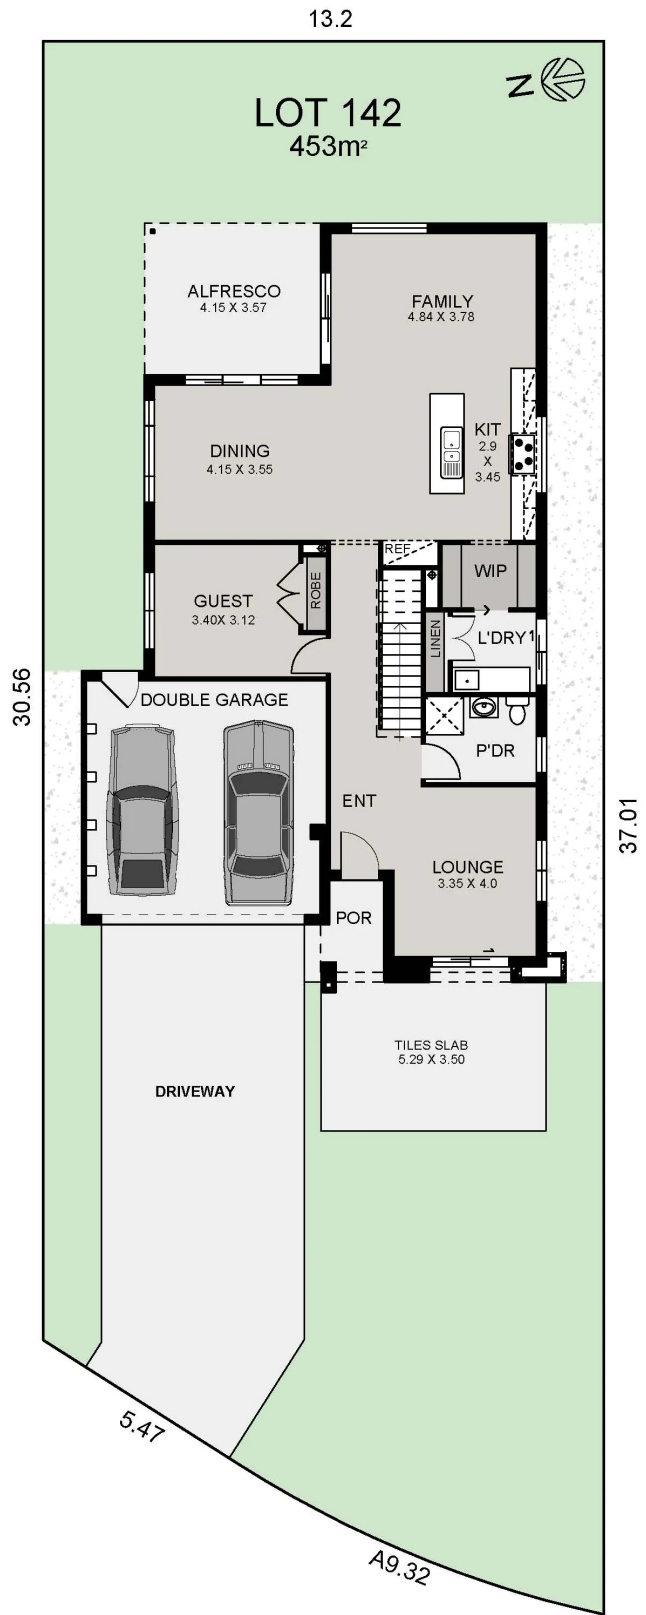 13.2
N
LOT 142
453m²
ALFRESCO
4.15 X 3.57
FAMILY
4.84 X 3.78
DINING
4.15 X 3.55
KIT
2.9
X
3.45
REF
WIP
GUEST
3.40X 3.12
ROBE
LINEN
L'DRY
1
30.56
DOUBLE GARAGE
P'DR
ENT
37.01
LOUNGE
3.35 X 4.0
POR
1
TILES SLAB
5.29 X 3.50
DRIVEWAY
5.47
A9.32